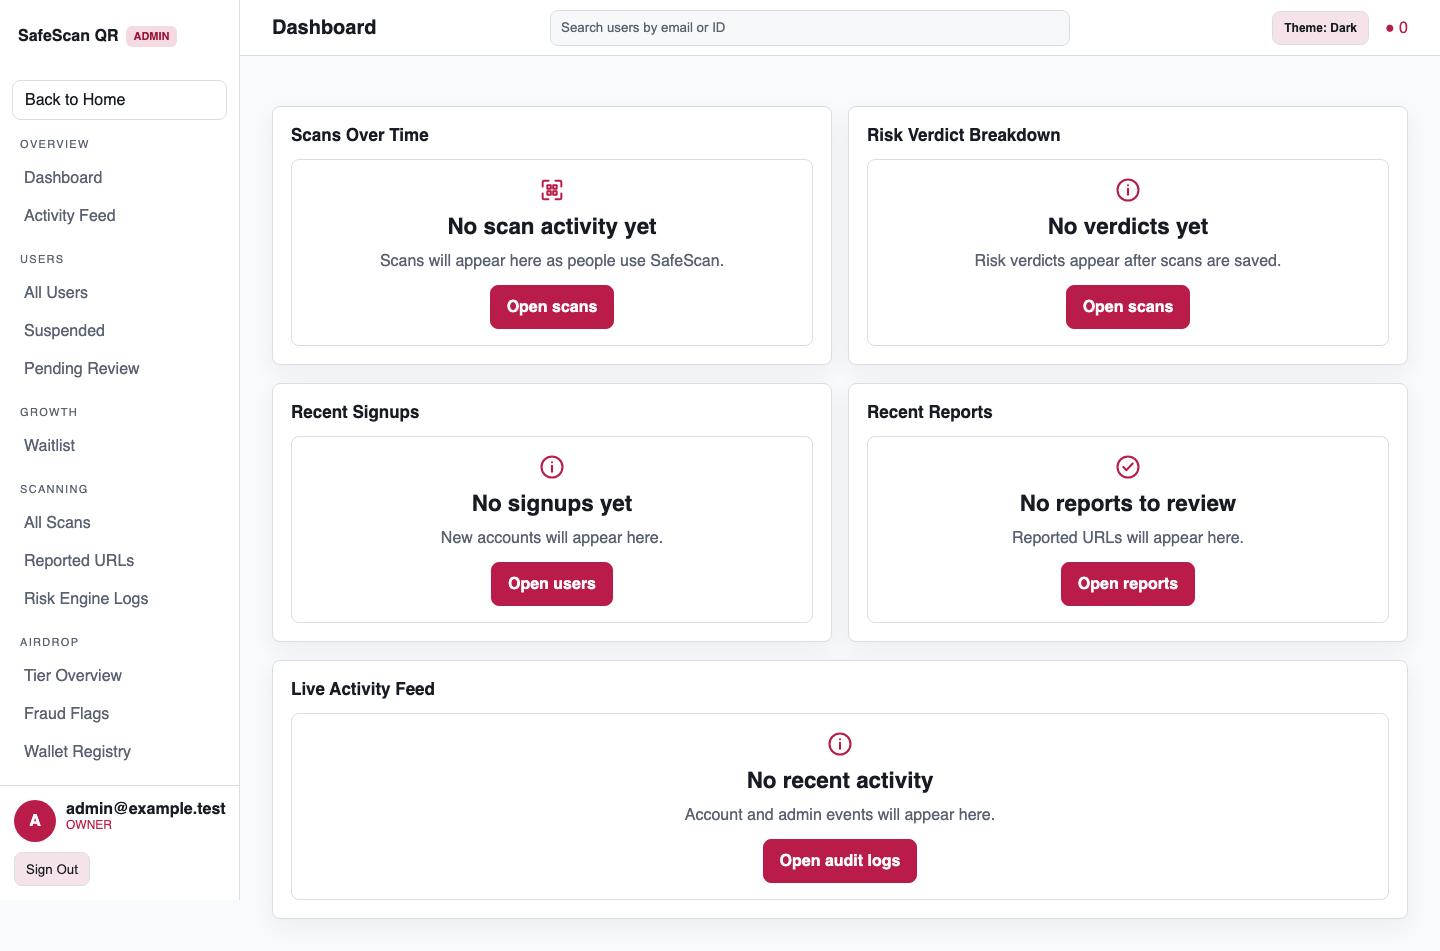 SafeScan QR ADMIN
Back to Home
OVERVIEW
Dashboard
Activity Feed
USERS
All Users
Suspended
Pending Review
GROWTH
Waitlist
SCANNING
All Scans
Reported URLs
Risk Engine Logs
AIRDROP
Tier Overview
Fraud Flags
Wallet Registry
A
admin@example.test
OWNER
Sign Out
Dashboard
Search users by email or ID
Theme: Dark
● 0
Scans Over Time
No scan activity yet
Scans will appear here as people use SafeScan.
Open scans
Risk Verdict Breakdown
No verdicts yet
Risk verdicts appear after scans are saved.
Open scans
Recent Signups
No signups yet
New accounts will appear here.
Open users
Recent Reports
No reports to review
Reported URLs will appear here.
Open reports
Live Activity Feed
No recent activity
Account and admin events will appear here.
Open audit logs